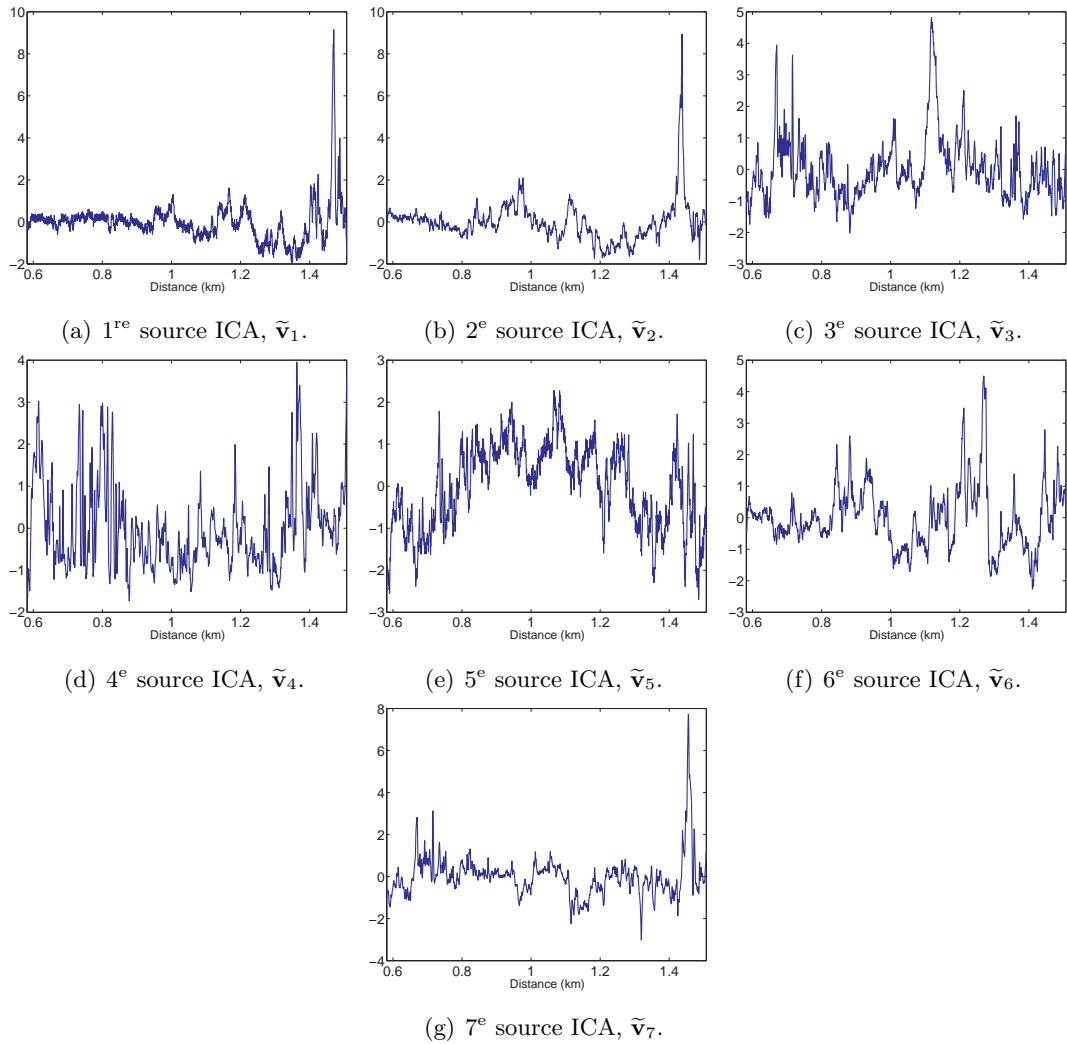 10
8
6
4
2
0
−2
0.6 0.8 1 1.2 1.4
Distance (km)
(a) 1re source ICA, ṽ1.
10
8
6
4
2
0
−2
0.6 0.8 1 1.2 1.4
Distance (km)
(b) 2e source ICA, ṽ2.
5
4
3
2
1
0
−1
−2
−3
0.6 0.8 1 1.2 1.4
Distance (km)
(c) 3e source ICA, ṽ3.
4
3
2
1
0
−1
−2
0.6 0.8 1 1.2 1.4
Distance (km)
(d) 4e source ICA, ṽ4.
3
2
1
0
−1
−2
−3
0.6 0.8 1 1.2 1.4
Distance (km)
(e) 5e source ICA, ṽ5.
5
4
3
2
1
0
−1
−2
−3
0.6 0.8 1 1.2 1.4
Distance (km)
(f) 6e source ICA, ṽ6.
8
6
4
2
0
−2
−4
0.6 0.8 1 1.2 1.4
Distance (km)
(g) 7e source ICA, ṽ7.